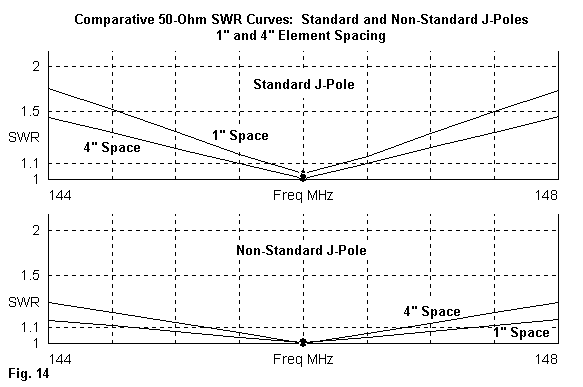 Comparative 50-Ohm SWR Curves:  Standard and Non-Standard J-Poles
1" and 4" Element Spacing
2
Standard J-Pole
1.5
1" Space
SWR
4" Space
1.1
1
144
Freq MHz
148
2
Non-Standard J-Pole
1.5
SWR
4" Space
1.1
1" Space
1
144
Freq MHz
148
Fig. 14